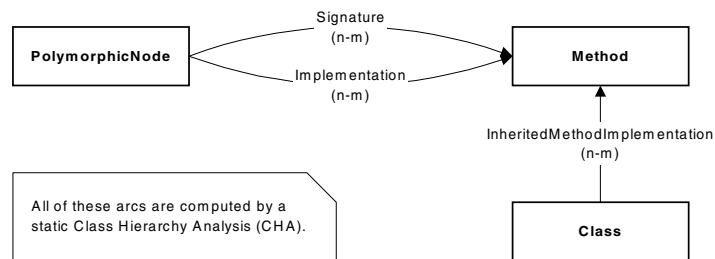 Signature
(n-m)
PolymorphicNode
Method
Implementation
(n-m)
InheritedMethodImplementation
(n-m)
All of these arcs are computed by a
static Class Hierarchy Analysis (CHA).
Class